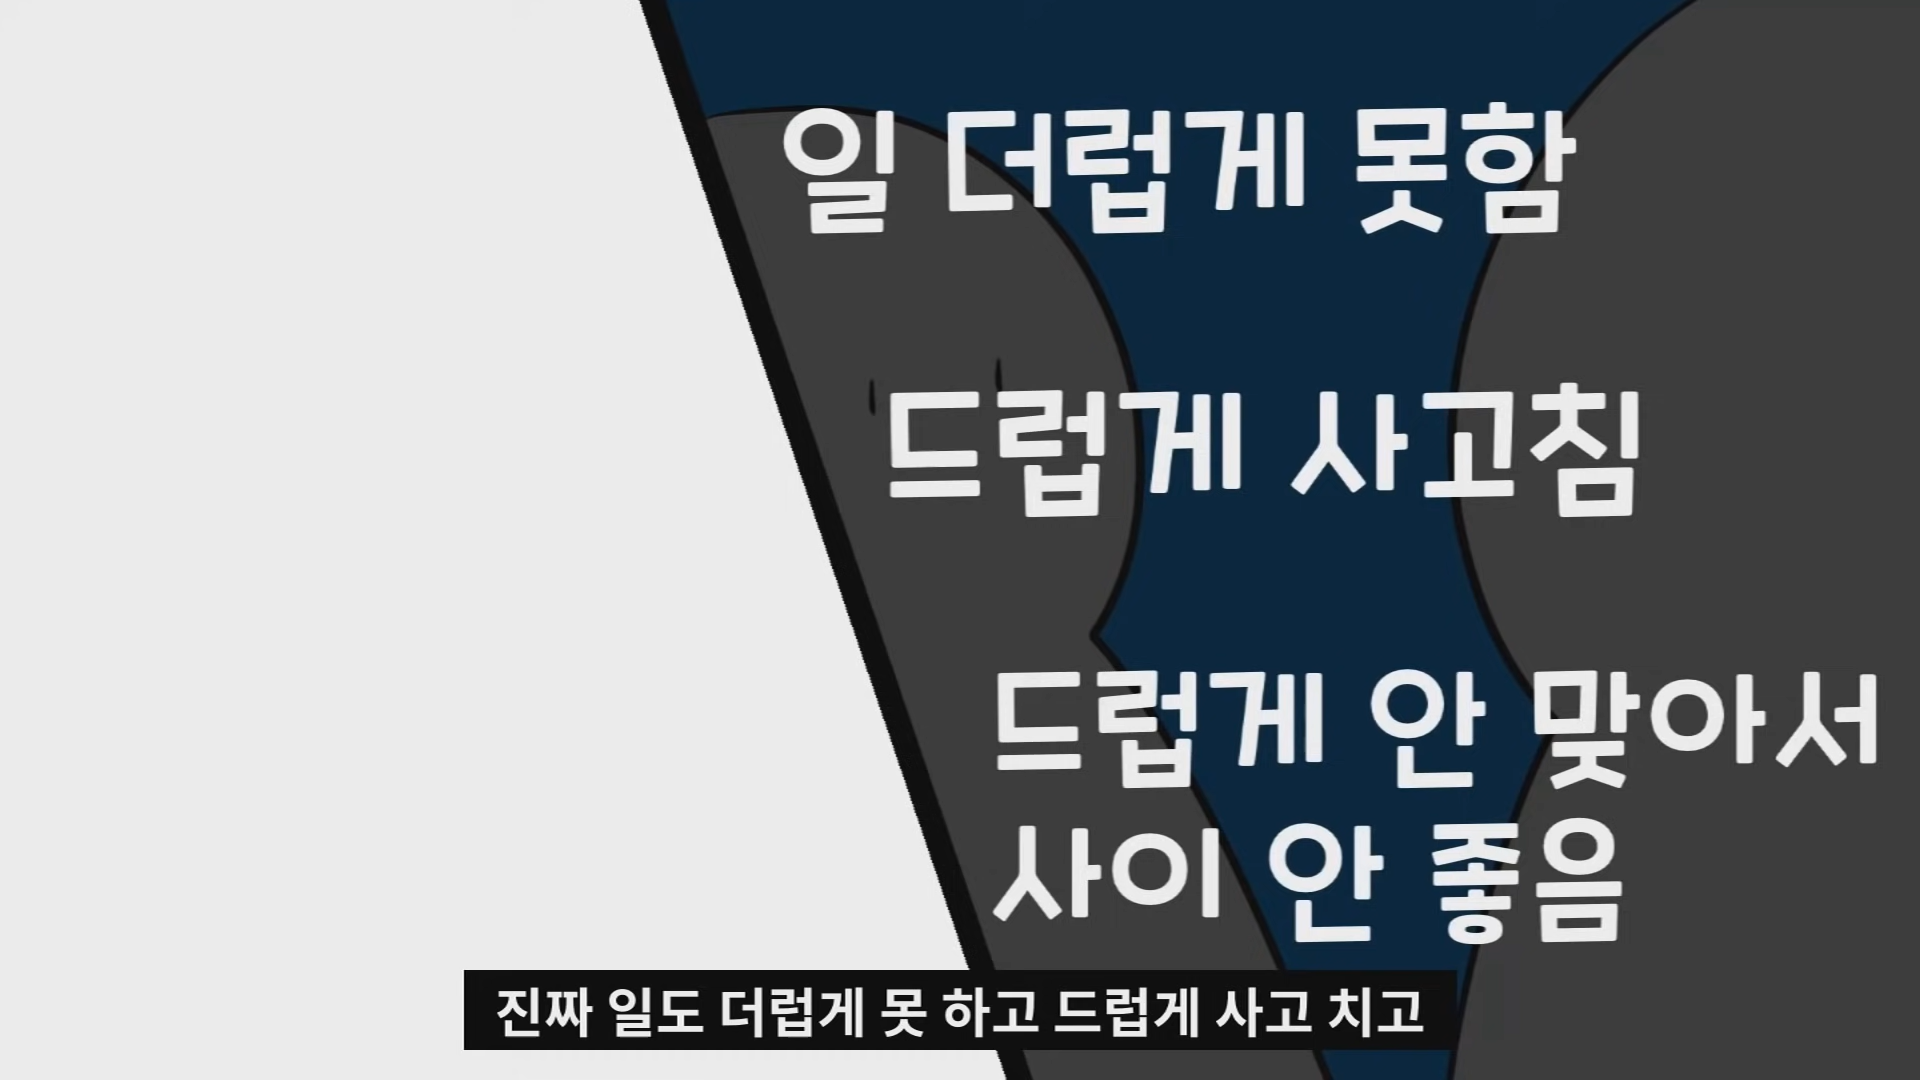 일 더럽게 못함
드럽게 사고침
드럽게 안 맞아서
사이 안 좋음
진짜 일도 더럽게 못 하고 드럽게 사고 치고